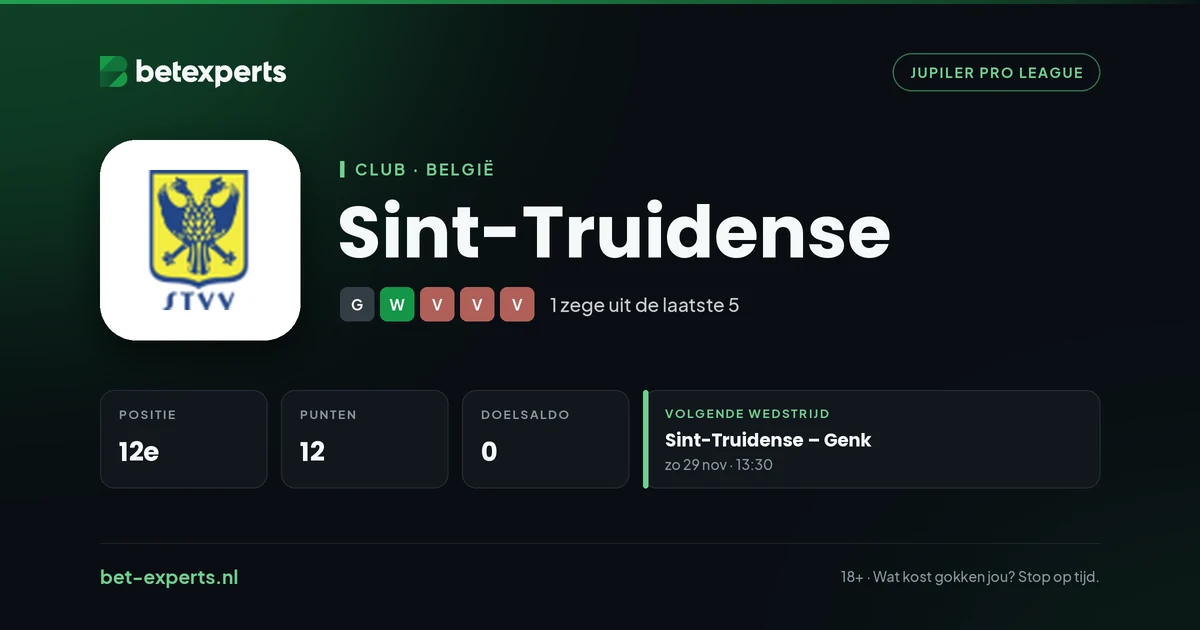 betexperts
JUPILER PRO LEAGUE
STVV
CLUB · BELGIË
Sint-Truidense
G W V V V 1 zege uit de laatste 5
POSITIE
12e
PUNTEN
12
DOELSALDO
0
VOLGENDE WEDSTRIJD
Sint-Truidense – Genk
zo 29 nov · 13:30
bet-experts.nl
18+ · Wat kost gokken jou? Stop op tijd.